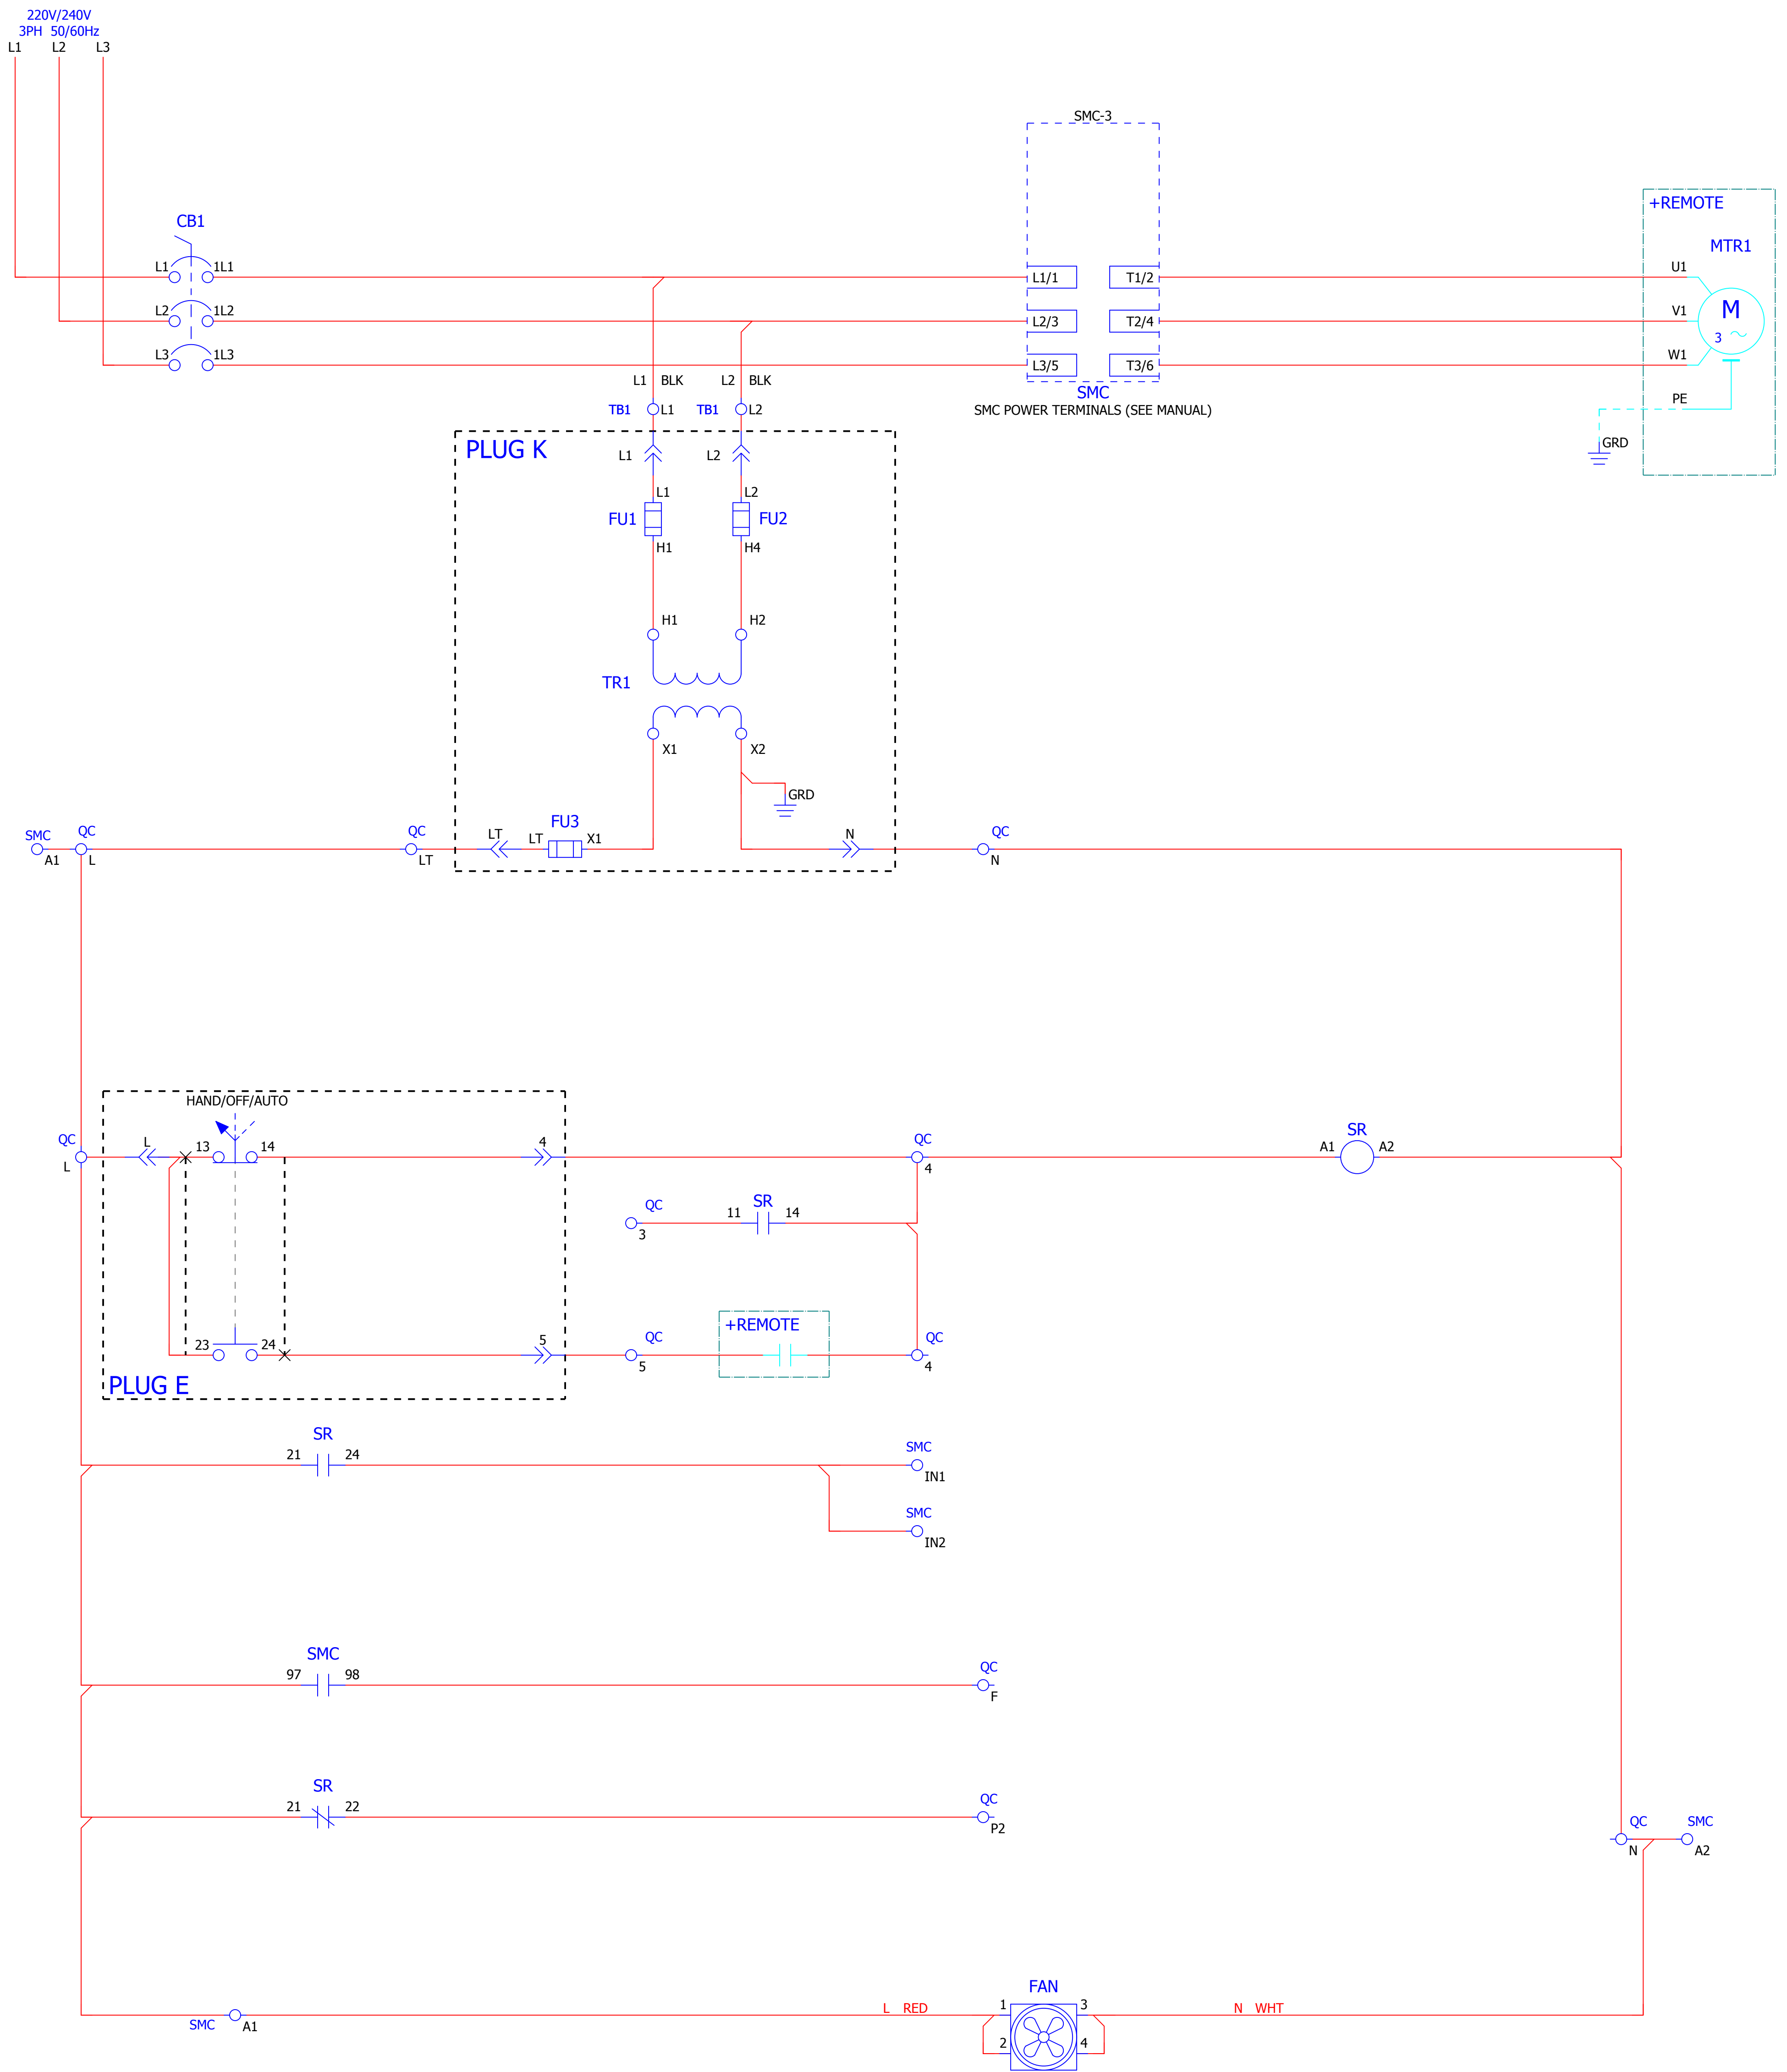 220V/240V
3PH 50/60Hz
L1 L2 L3
SMC-3
+REMOTE
CB1
MTR1
L1 1L1 L1/1 T1/2 U1
L2 1L2 L2/3 T2/4 V1 M
3
L3 1L3 L3/5 T3/6 W1
L1 BLK L2 BLK
SMC
TB1 L1 TB1 L2
SMC POWER TERMINALS (SEE MANUAL)
PE
GRD
PLUG K
L1 L2
L1 L2
FU1 FU2
H1 H4
H1 H2
TR1
X1 X2
GRD
FU3
SMC QC QC LT LT X1 N QC
A1 L LT N
HAND/OFF/AUTO
QC L 13 14 4 QC SR
L 4 A1 A2
QC SR
3 11 14
+REMOTE
23 24 5 QC QC
5 4
PLUG E
SR SMC
21 24 IN1
SMC
IN2
SMC QC
97 98 F
SR QC
21 22 P2
QC SMC
N A2
FAN
L RED 1 3 N WHT
SMC A1
2 4